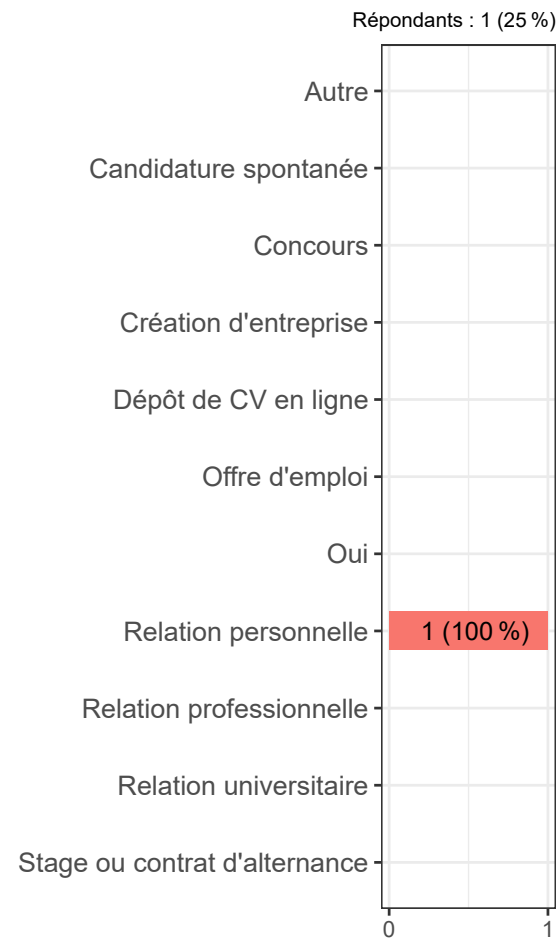 Répondants : 1 (25 %)
Autre
Candidature spontanée
Concours
Création d'entreprise
Dépôt de CV en ligne
Offre d'emploi
Oui
Relation personnelle 1 (100 %)
Relation professionnelle
Relation universitaire
Stage ou contrat d'alternance
0 1